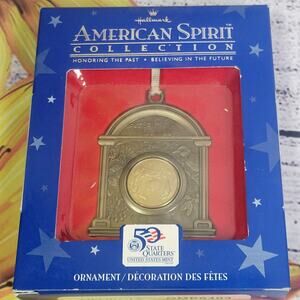 Hallmark
AMERICAN SPIRIT™
COLLECTION
HONORING THE PAST • BELIEVING IN THE FUTURE
50
STATE
QUARTERS
UNITED STATES MINT
ORNAMENT/DÉCORATION DES FÊTES